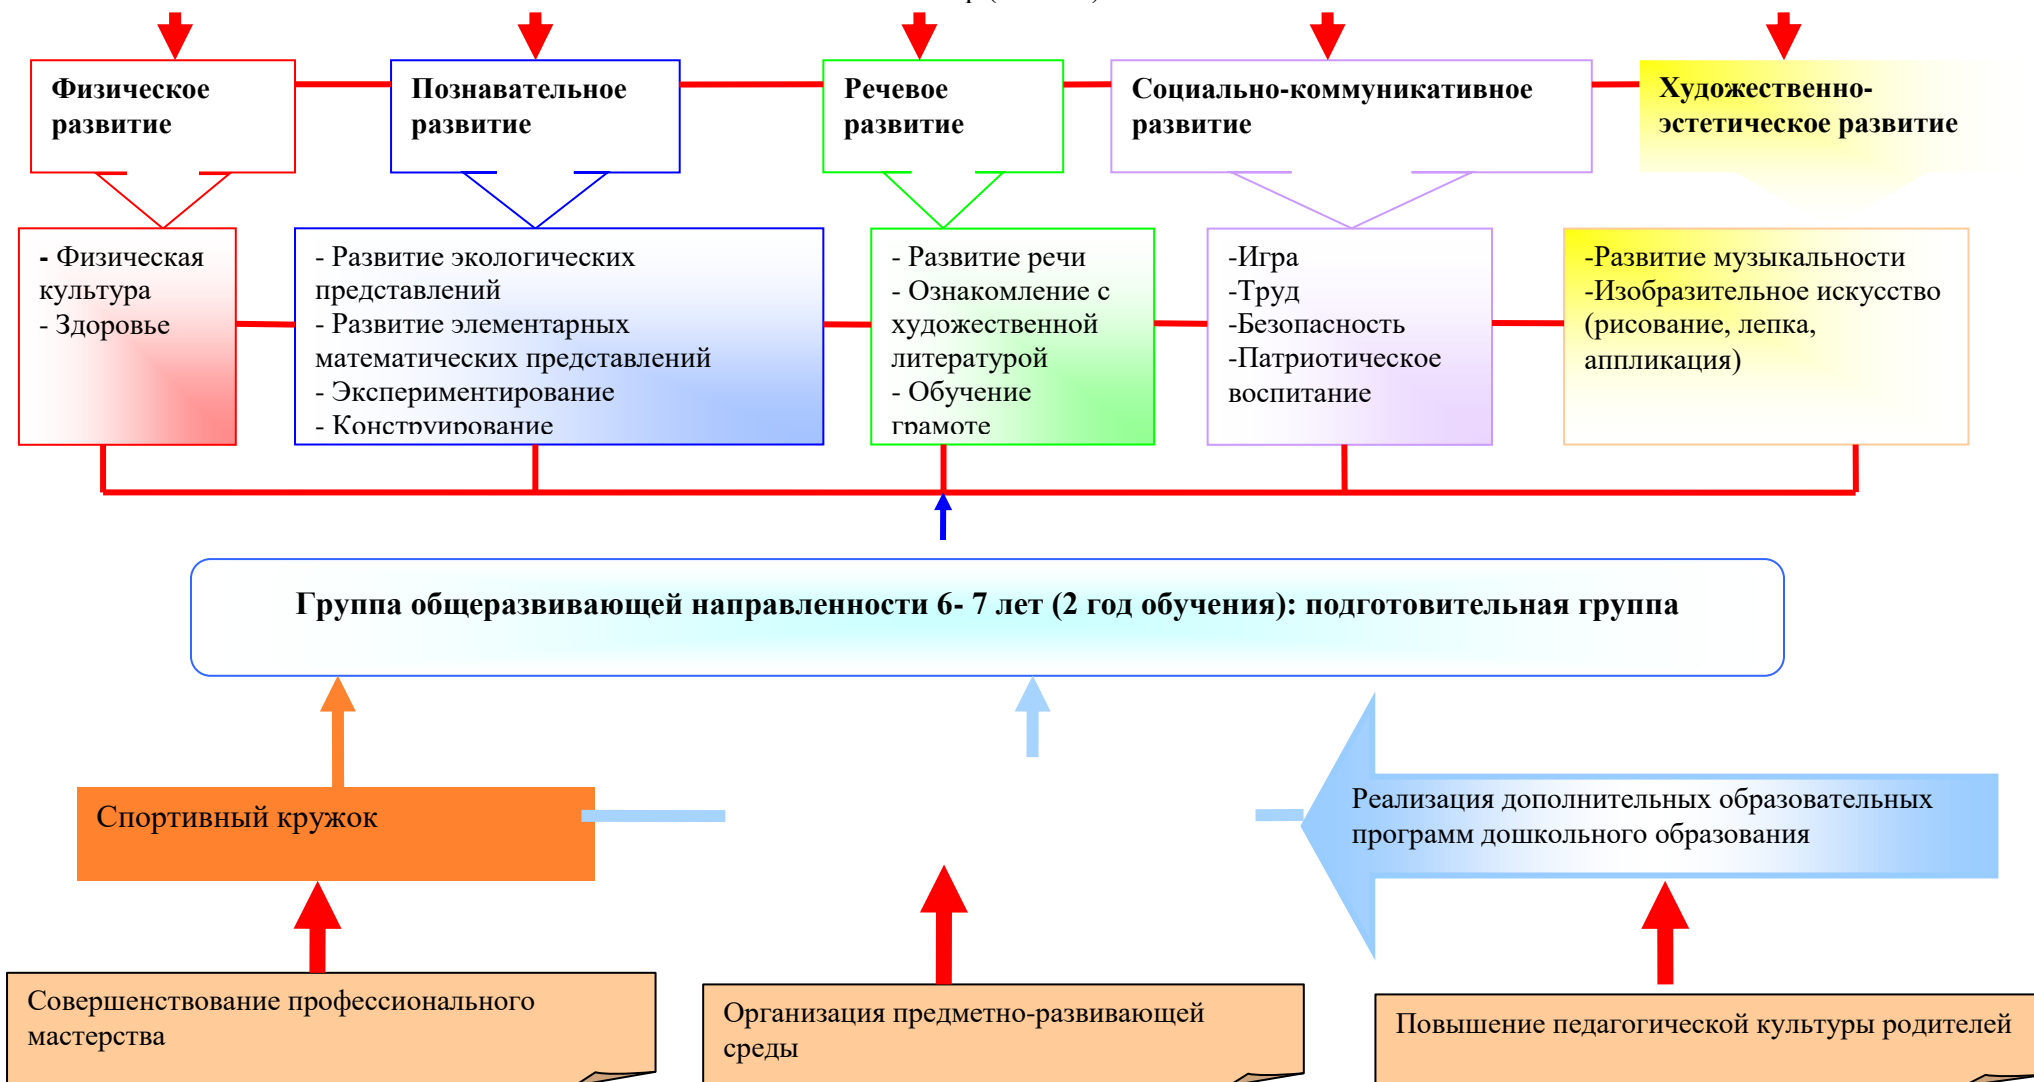 Физическое
развитие
Познавательное
развитие
Речевое
развитие
Социально-коммуникативное
развитие
Художественно-
эстетическое развитие
- Физическая
культура
- Здоровье
- Развитие экологических
представлений
- Развитие элементарных
математических представлений
- Экспериментирование
- Конструирование
- Развитие речи
- Ознакомление с
художественной
литературой
- Обучение
грамоте
-Игра
-Труд
-Безопасность
-Патриотическое
воспитание
-Развитие музыкальности
-Изобразительное искусство
(рисование, лепка,
аппликация)
Группа общеразвивающей направленности 6- 7 лет (2 год обучения): подготовительная группа
Спортивный кружок
Реализация дополнительных образовательных
программ дошкольного образования
Совершенствование профессионального
мастерства
Организация предметно-развивающей
среды
Повышение педагогической культуры родителей